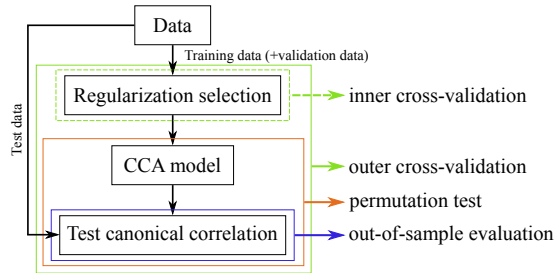 Data
Training data (+validation data)
Test data
Regularization selection
inner cross-validation
CCA model
outer cross-validation
permutation test
Test canonical correlation
out-of-sample evaluation